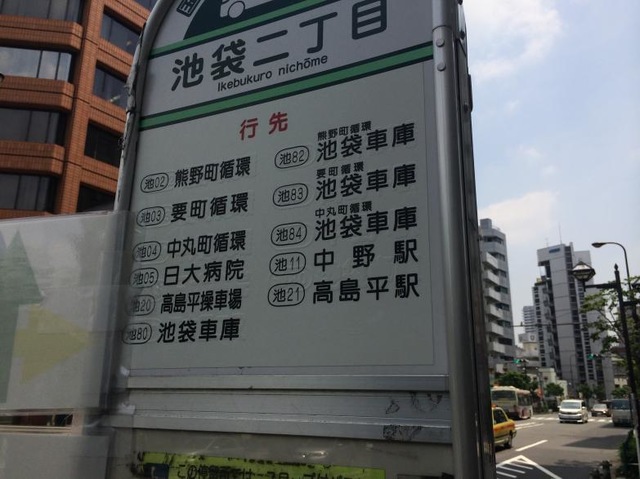 池袋二丁目
Ikebukuro nichōme
行先
池02 熊野町循環
池03 要町循環
池04 中丸町循環
池05 日大病院
池20 高島平操車場
池80 池袋車庫
熊野町循環
池82 池袋車庫
要町循環
池83 池袋車庫
中丸町循環
池84 池袋車庫
池11 中野駅
池21 高島平駅